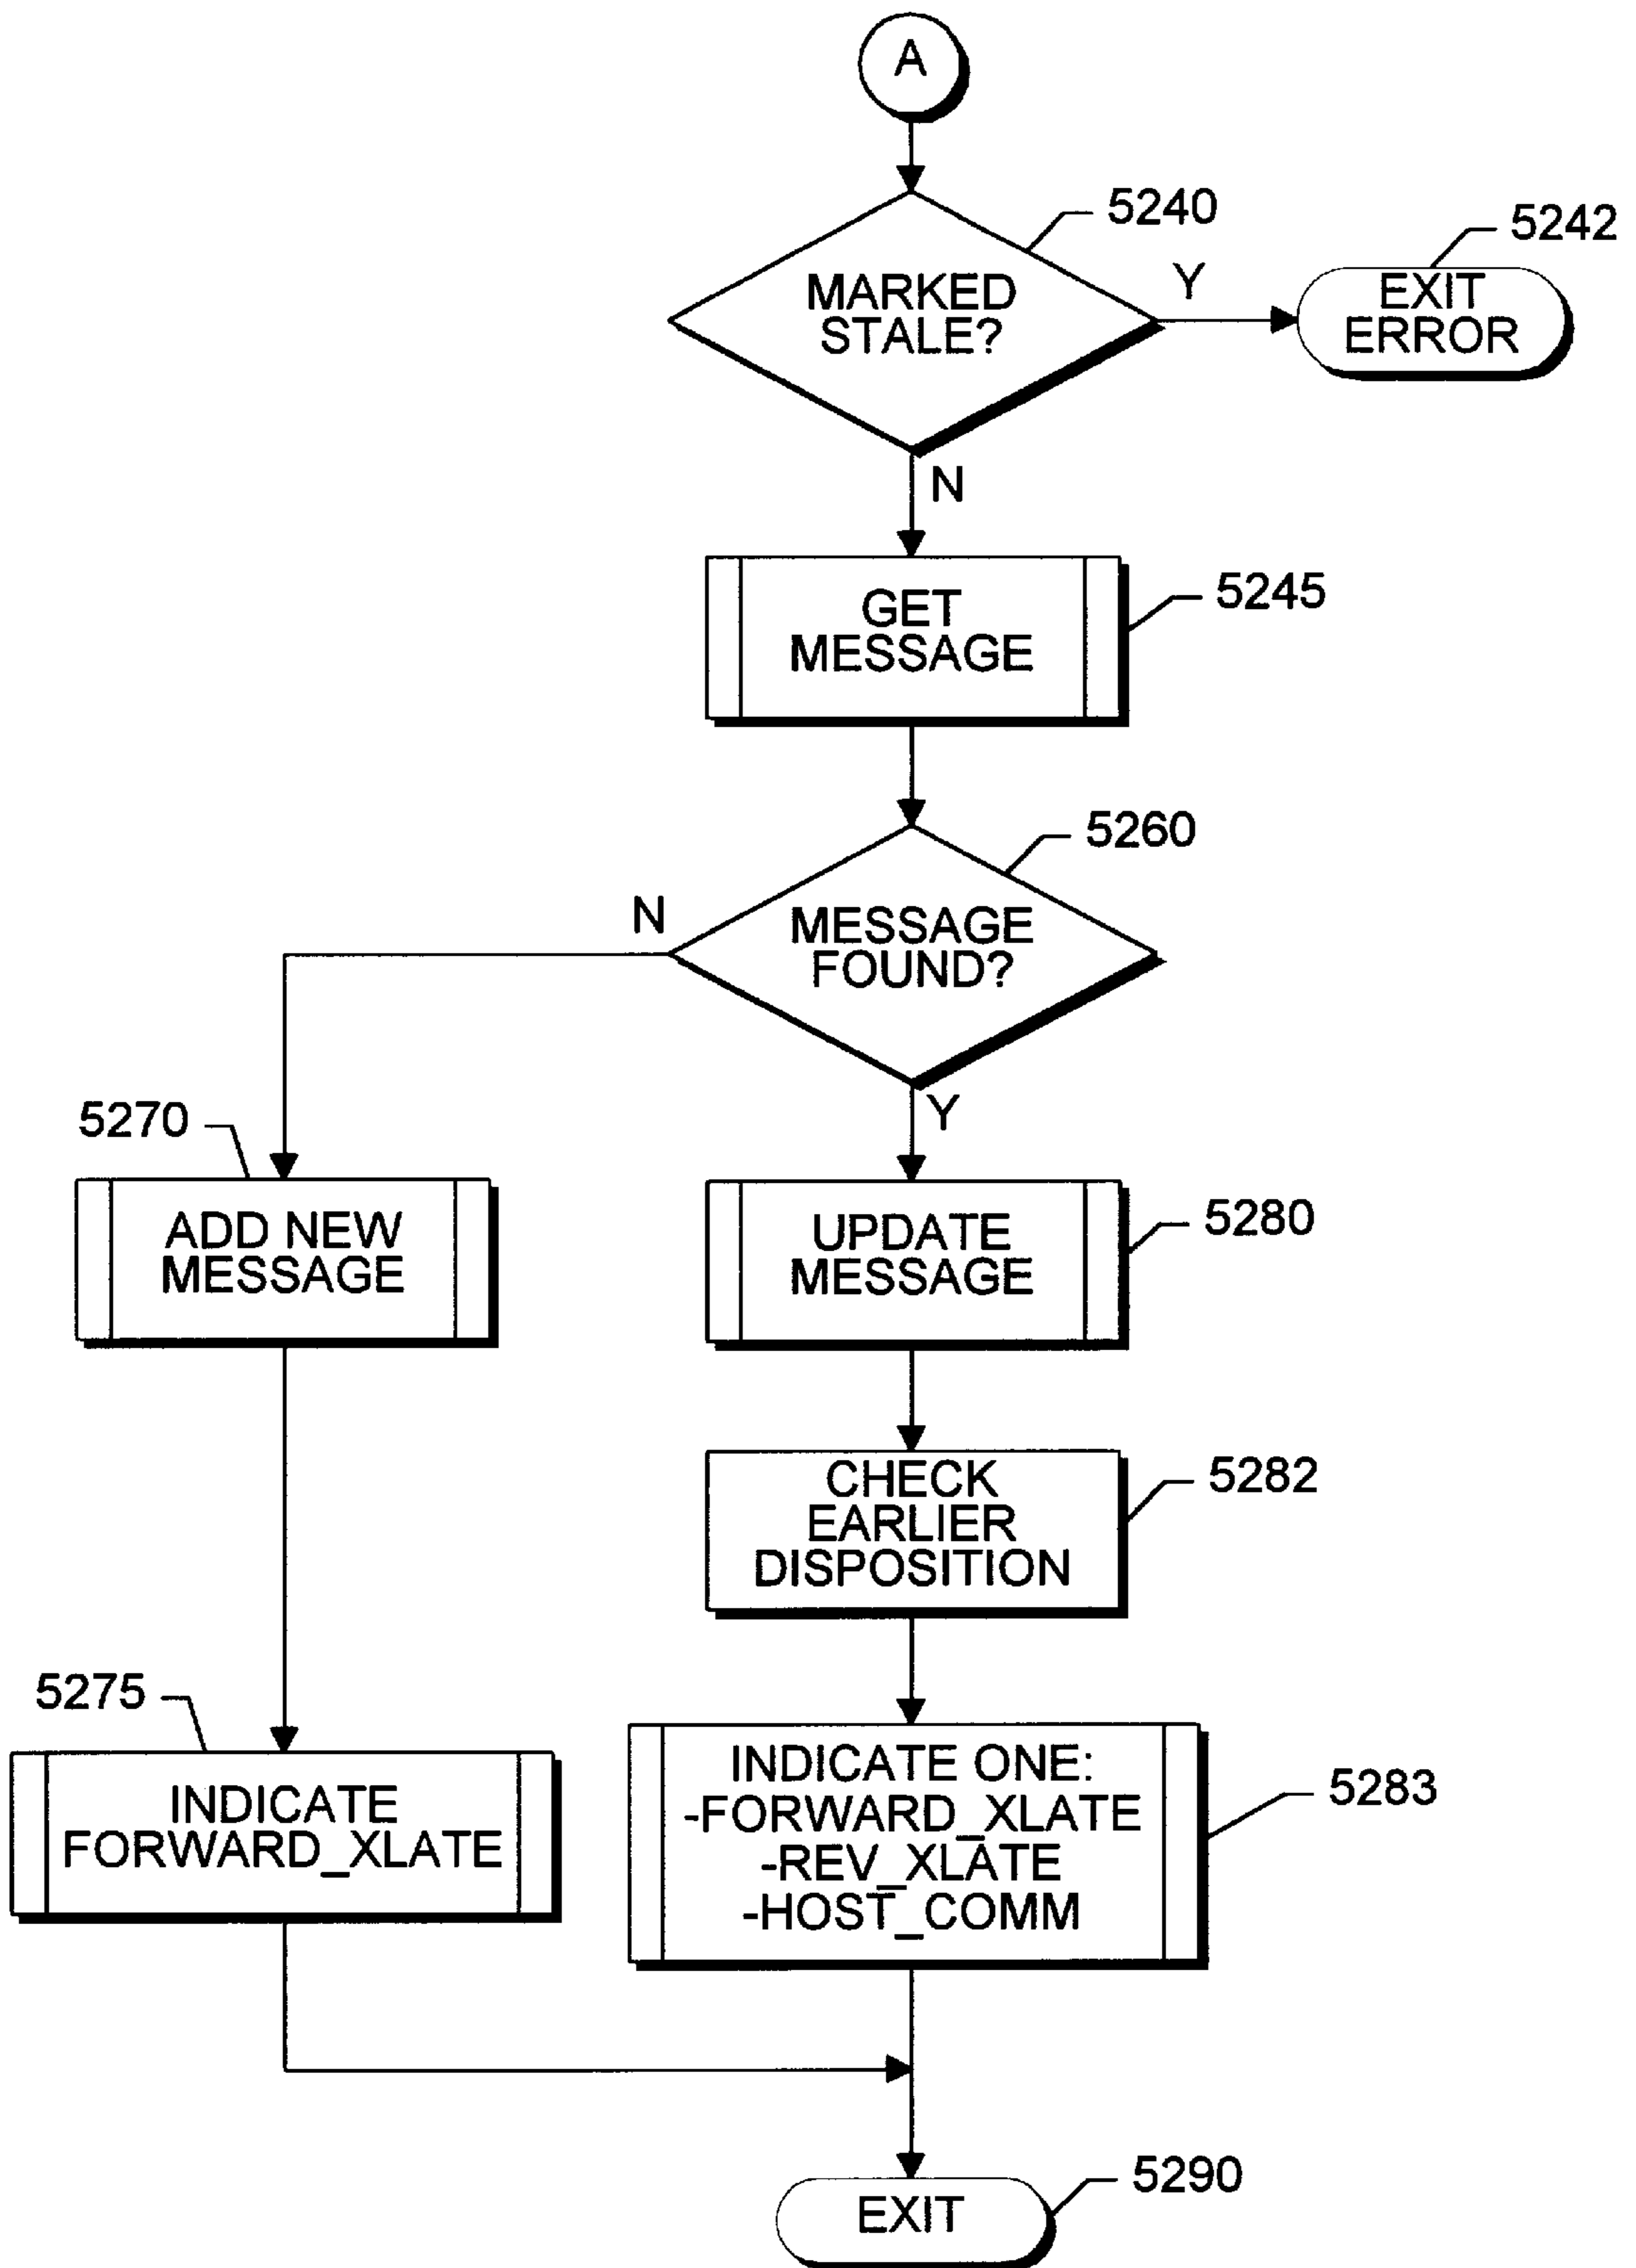 A
5240
5242
MARKED
STALE?
Y
EXIT
ERROR
N
GET
MESSAGE
5245
5260
MESSAGE
FOUND?
N
Y
5270
ADD NEW
MESSAGE
UPDATE
MESSAGE
5280
CHECK
EARLIER
DISPOSITION
5282
5275
INDICATE
FORWARD_XLATE
INDICATE ONE:
-FORWARD_XLATE
-REV_XLATE
-HOST_COMM
5283
EXIT
5290